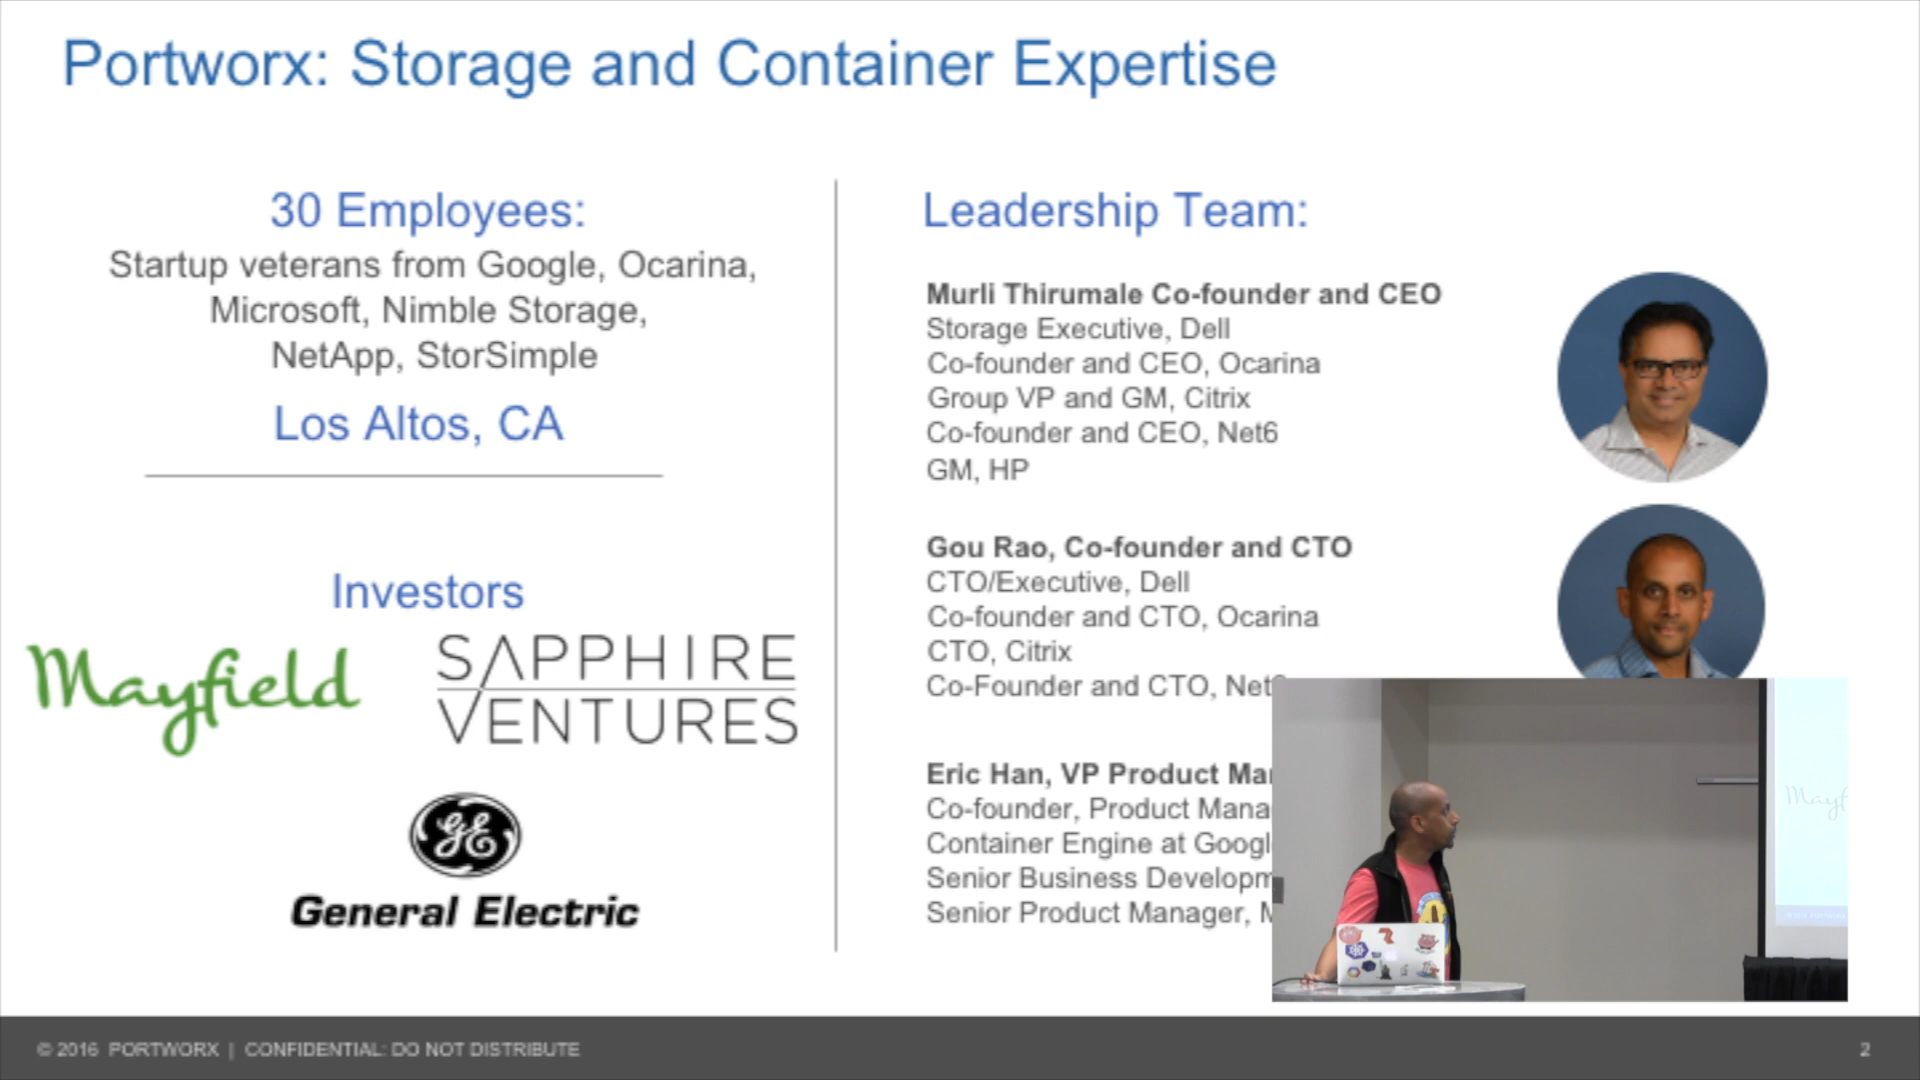 Portworx: Storage and Container Expertise
30 Employees:
Startup veterans from Google, Ocarina,
Microsoft, Nimble Storage,
NetApp, StorSimple
Los Altos, CA
Investors
Mayfield
SAPPHIRE
VENTURES
GE
General Electric
Leadership Team:
Murli Thirumale Co-founder and CEO
Storage Executive, Dell
Co-founder and CEO, Ocarina
Group VP and GM, Citrix
Co-founder and CEO, Net6
GM, HP
Gou Rao, Co-founder and CTO
CTO/Executive, Dell
Co-founder and CTO, Ocarina
CTO, Citrix
Co-Founder and CTO,
Eric Han, VP Product
Co-founder, Product
Container Engine at
Senior Business
Senior Product Manager,
© 2016 PORTWORX | CONFIDENTIAL: DO NOT DISTRIBUTE
2